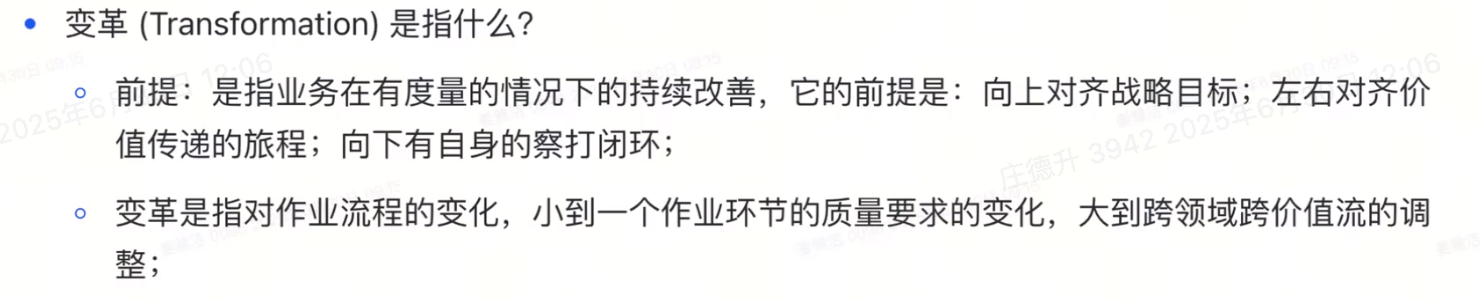 变革 (Transformation) 是指什么?
前提：是指业务在有度量的情况下的持续改善，它的前提是：向上对齐战略目标；左右对齐价
值传递的旅程；向下有自身的察打闭环；
变革是指对作业流程的变化，小到一个作业环节的质量要求的变化，大到跨领域跨价值流的调
整；
2025年6月
12:06
庄德升 3942 2025年6月
12:06